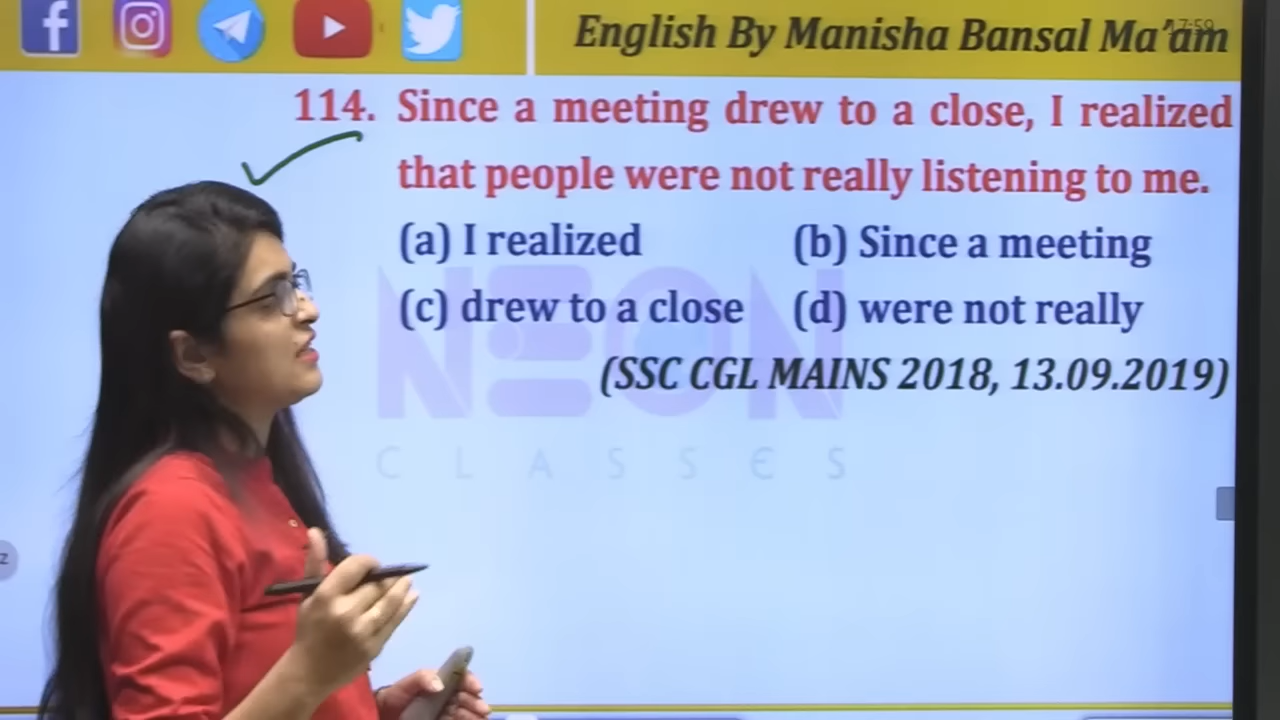 English By Manisha Bansal Ma'am
17:59
114. Since a meeting drew to a close, I realized
that people were not really listening to me.
(a) I realized (b) Since a meeting
(c) drew to a close (d) were not really
(SSC CGL MAINS 2018, 13.09.2019)
NEON
CLASSES
z